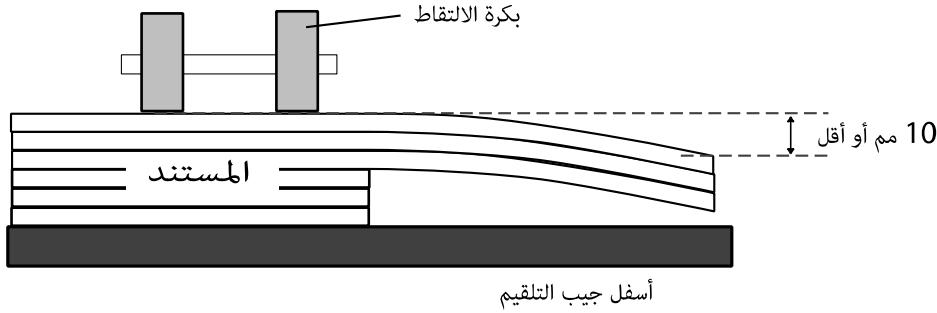 بكرة الالتقاط
10 مم أو أقل
المستند
أسفل جيب التلقيم